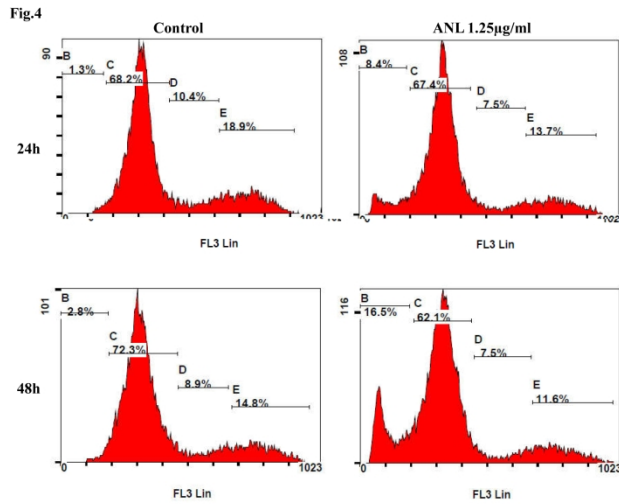 Fig.4
Control
ANL 1.25µg/ml
24h
90
B
1.3%
C
68.2%
D
10.4%
E
18.9%
0
1023
FL3 Lin
108
B
8.4%
C
67.4%
D
7.5%
E
13.7%
0
FL3 Lin
48h
101
B
2.8%
C
72.3%
D
8.9%
E
14.8%
0
1023
FL3 Lin
116
B
16.5%
C
62.1%
D
7.5%
E
11.6%
0
1023
FL3 Lin